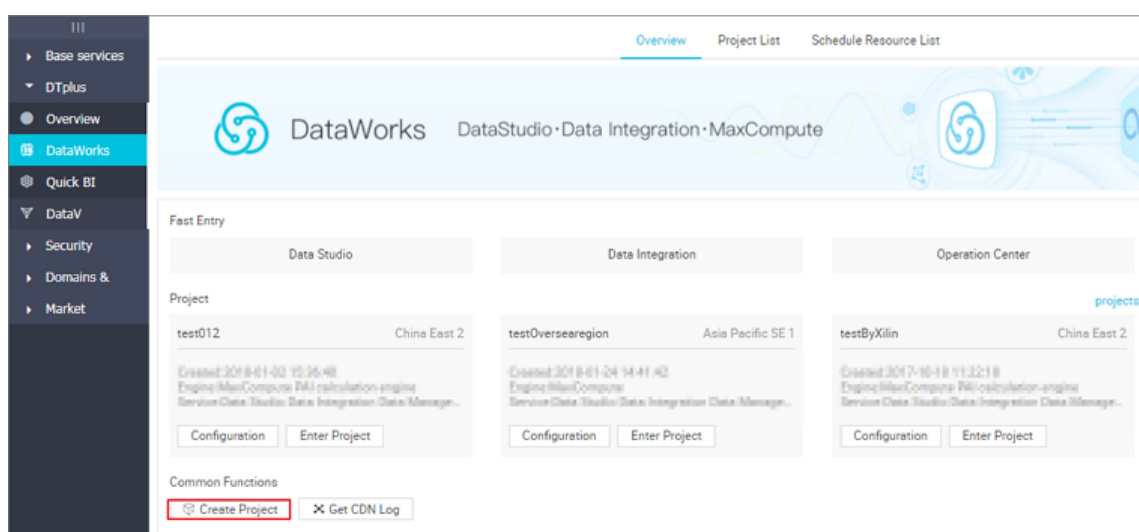 Base services
DTplus
Overview
DataWorks
Quick BI
DataV
Security
Domains &
Market
Overview Project List Schedule Resource List
DataWorks DataStudio·Data Integration·MaxCompute
Fast Entry
Data Studio Data Integration Operation Center
Project projects
test012 China East 2 testOversearegion Asia Pacific SE 1 testByXilin China East 2
Configuration Enter Project Configuration Enter Project Configuration Enter Project
Common Functions
Create Project Get CDN Log